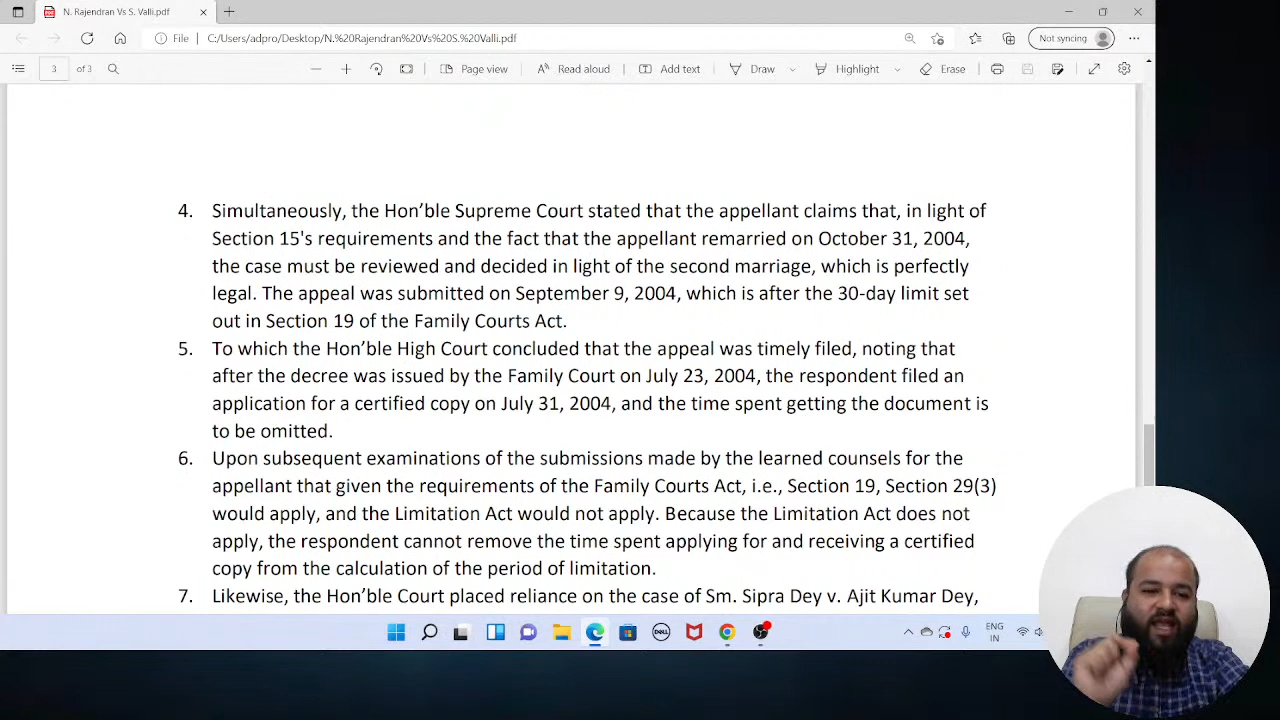 N. Rajendran Vs S. Valli.pdf
File C:/Users/adpro/Desktop/N.%20Rajendran%20Vs%20S.%20Valli.pdf Not syncing
3 of 3 Page view Read aloud Add text Draw Highlight Erase
4. Simultaneously, the Hon’ble Supreme Court stated that the appellant claims that, in light of
Section 15's requirements and the fact that the appellant remarried on October 31, 2004,
the case must be reviewed and decided in light of the second marriage, which is perfectly
legal. The appeal was submitted on September 9, 2004, which is after the 30-day limit set
out in Section 19 of the Family Courts Act.
5. To which the Hon’ble High Court concluded that the appeal was timely filed, noting that
after the decree was issued by the Family Court on July 23, 2004, the respondent filed an
application for a certified copy on July 31, 2004, and the time spent getting the document is
to be omitted.
6. Upon subsequent examinations of the submissions made by the learned counsels for the
appellant that given the requirements of the Family Courts Act, i.e., Section 19, Section 29(3)
would apply, and the Limitation Act would not apply. Because the Limitation Act does not
apply, the respondent cannot remove the time spent applying for and receiving a certified
copy from the calculation of the period of limitation.
7. Likewise, the Hon’ble Court placed reliance on the case of Sm. Sipra Dey v. Ajit Kumar Dey,
DELL
ENG
IN